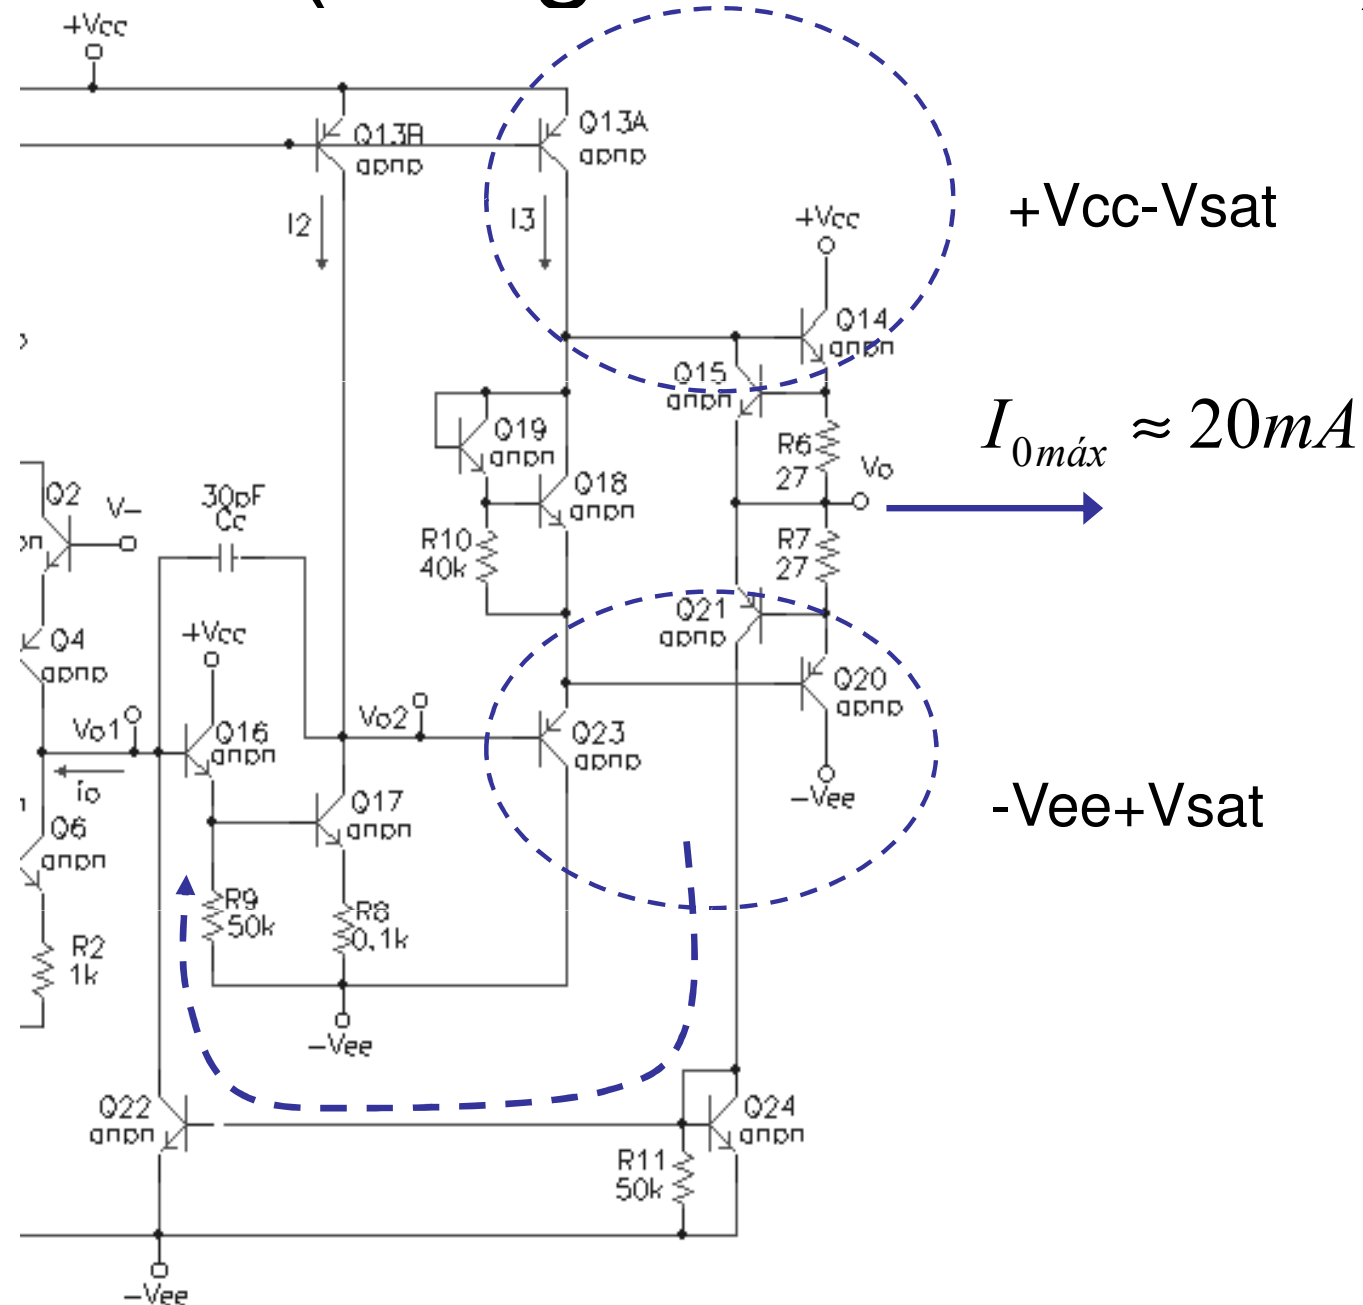 +Vcc
Q13B
qpnp
Q13A
qpnp
I2
I3
+Vcc-Vsat
+Vcc
Q14
qnpn
Q15
qnpn
I0máx ≈ 20mA
Q19
qnpn
R6
27
Vo
Q2
V-
30pF
Cc
Q18
qnpn
R10
40k
R7
27
Q21
qpnp
Q4
qpnp
+Vcc
Q20
qpnp
Vo1
Q16
qnpn
Vo2
Q23
qpnp
io
-Vee
-Vee+Vsat
Q17
qnpn
Q6
qnpn
R9
50k
R8
0.1k
R2
1k
-Vee
Q22
qnpn
Q24
qnpn
R11
50k
-Vee